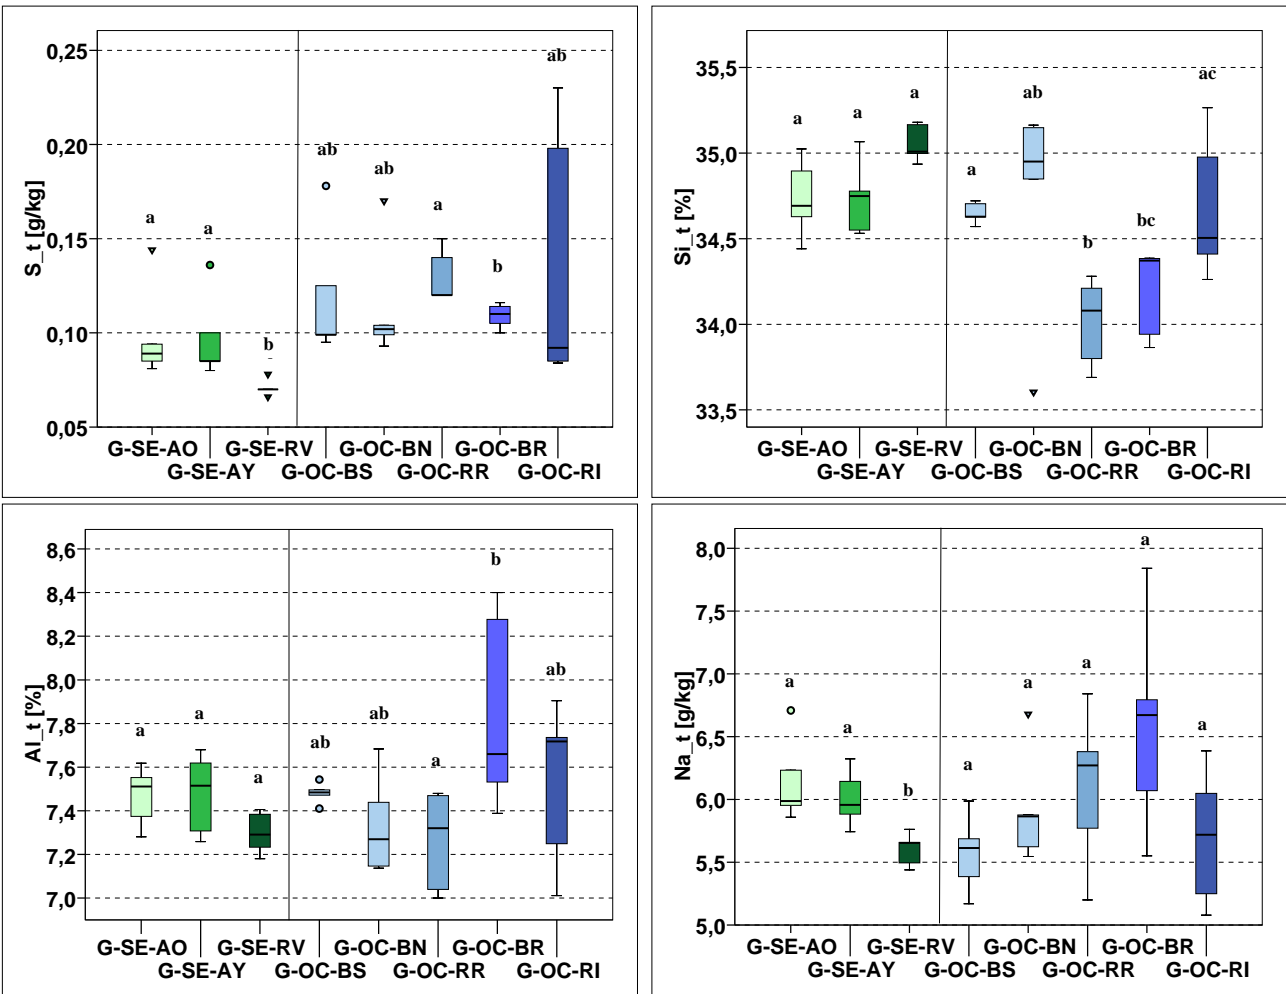 0,25
0,20
0,15
0,10
0,05
S_t [g/kg]
a
a
b
ab
ab
a
b
ab
G-SE-AO
G-SE-RV
G-OC-BN
G-OC-BR
G-SE-AY
G-OC-BS
G-OC-RR
G-OC-RI
35,5
35,0
34,5
34,0
33,5
Si_t [%]
a
a
a
a
ab
b
bc
ac
G-SE-AO
G-SE-RV
G-OC-BN
G-OC-BR
G-SE-AY
G-OC-BS
G-OC-RR
G-OC-RI
8,6
8,4
8,2
8,0
7,8
7,6
7,4
7,2
7,0
Al_t [%]
a
a
a
ab
ab
a
b
ab
G-SE-AO
G-SE-RV
G-OC-BN
G-OC-BR
G-SE-AY
G-OC-BS
G-OC-RR
G-OC-RI
8,0
7,5
7,0
6,5
6,0
5,5
5,0
Na_t [g/kg]
a
a
b
a
a
a
a
a
G-SE-AO
G-SE-RV
G-OC-BN
G-OC-BR
G-SE-AY
G-OC-BS
G-OC-RR
G-OC-RI